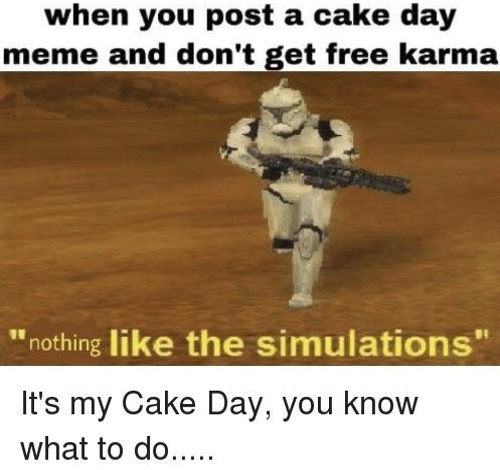 when you post a cake day
meme and don't get free karma
"nothing like the simulations"
It's my Cake Day, you know
what to do.....